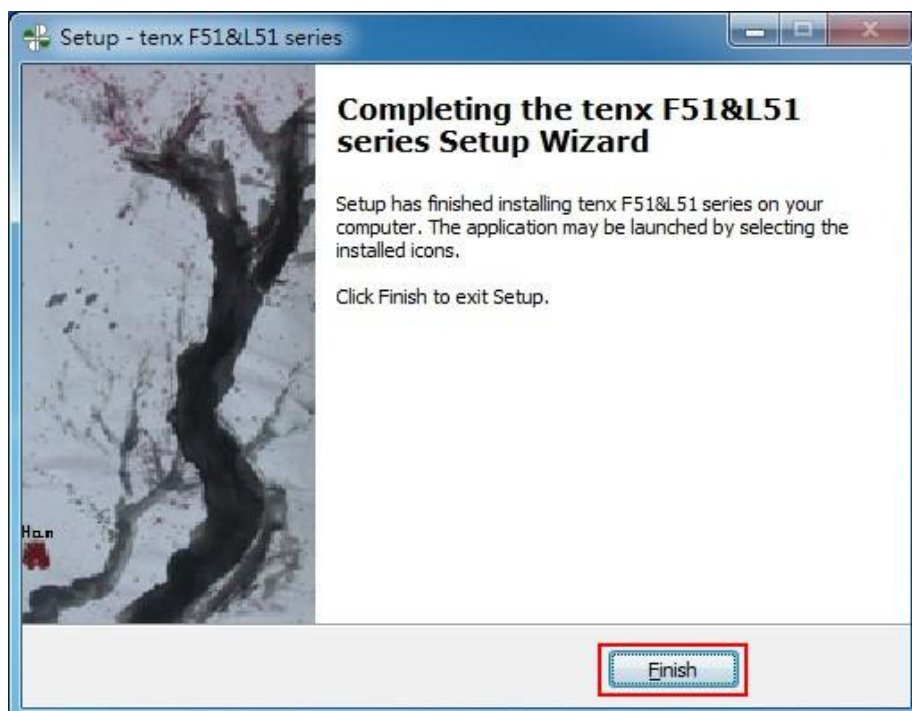 Setup - tenx F51&L51 series
Completing the tenx F51&L51
series Setup Wizard
Setup has finished installing tenx F51&L51 series on your
computer. The application may be launched by selecting the
installed icons.
Click Finish to exit Setup.
Han
Finish